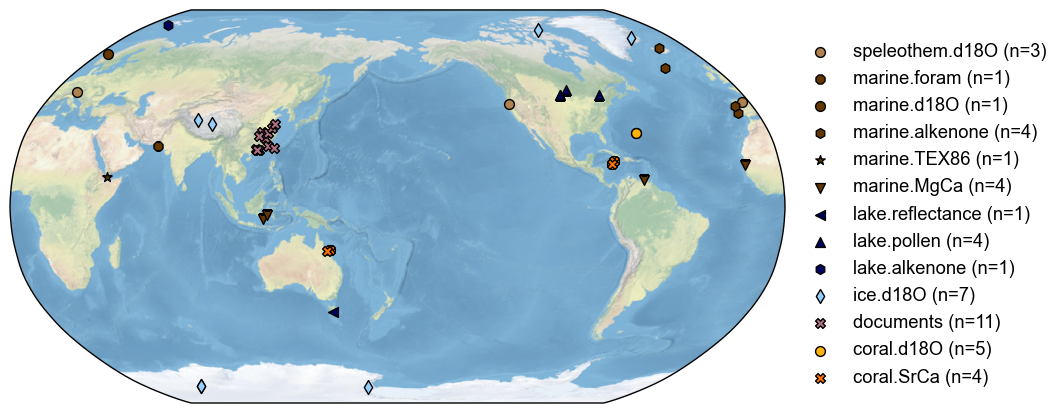 speleothem.d18O (n=3)
marine.foram (n=1)
marine.d18O (n=1)
marine.alkenone (n=4)
marine.TEX86 (n=1)
marine.MgCa (n=4)
lake.reflectance (n=1)
lake.pollen (n=4)
lake.alkenone (n=1)
ice.d18O (n=7)
documents (n=11)
coral.d18O (n=5)
coral.SrCa (n=4)